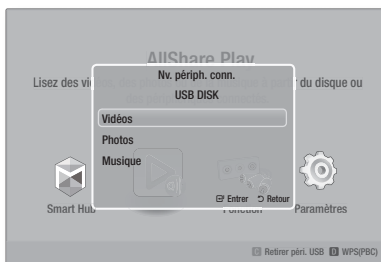 AllShare Play
Nv. périph. conn.
Lisez des vi du disque ou
USB DISK
Vidéos
Photos
Musique
Entrer Retour
Smart Hub Fonction Paramètres
C Retirer péri. USB D WPS(PBC)